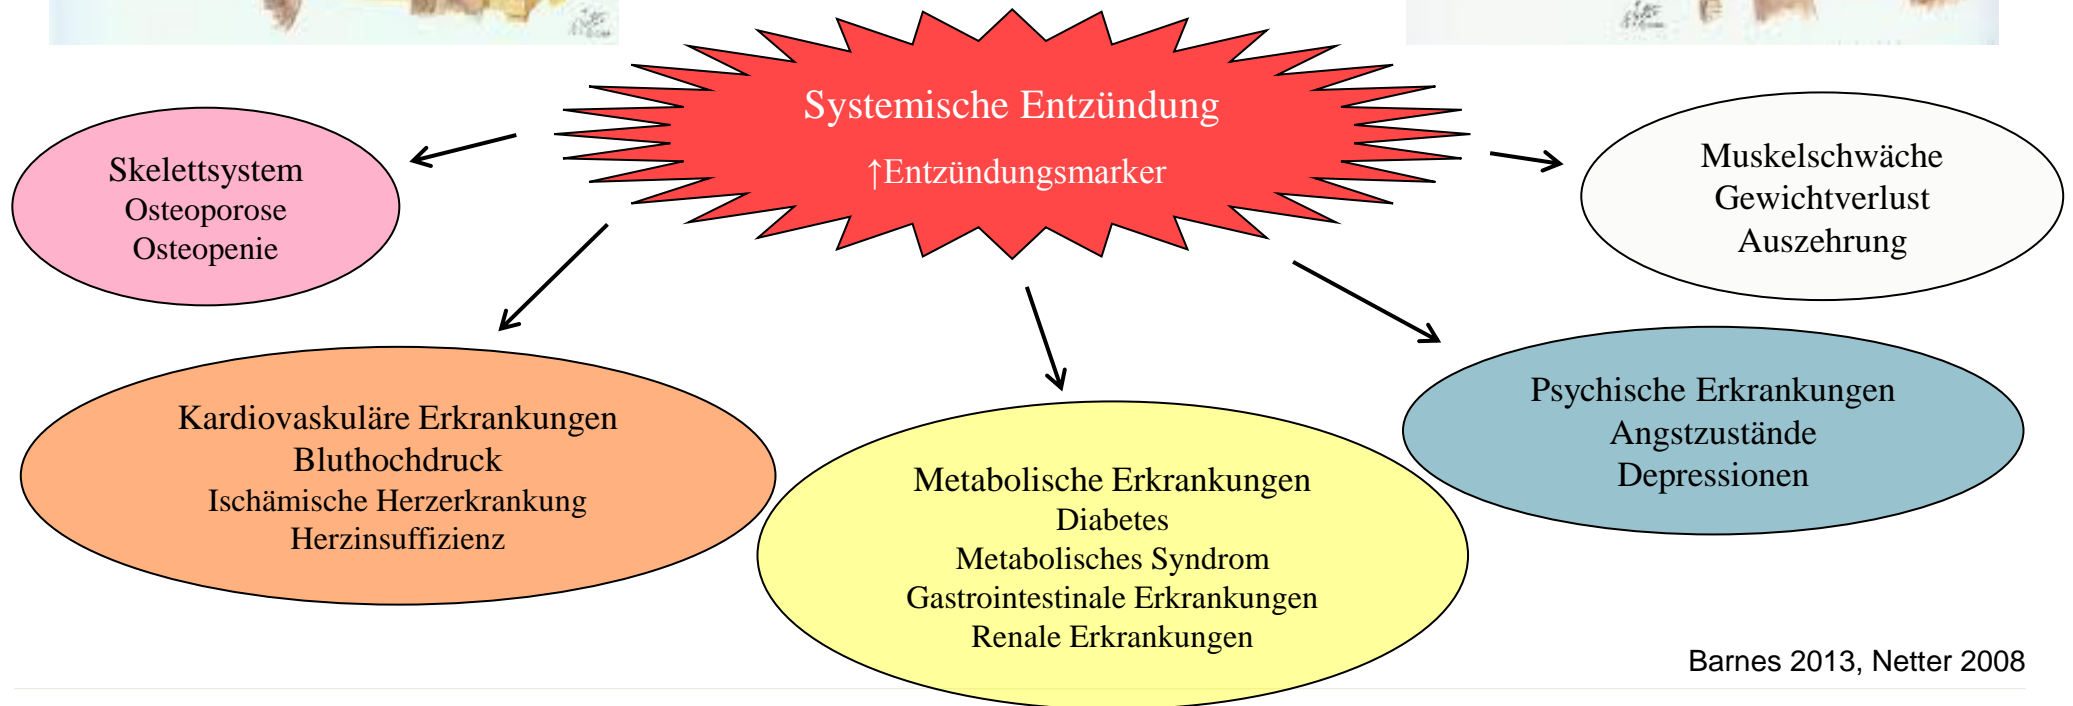 Systemische Entzündung
↑Entzündungsmarker
Skelettsystem
Osteoporose
Osteopenie
Muskelschwäche
Gewichtverlust
Auszehrung
Kardiovaskuläre Erkrankungen
Bluthochdruck
Ischämische Herzerkrankung
Herzinsuffizienz
Metabolische Erkrankungen
Diabetes
Metabolisches Syndrom
Gastrointestinale Erkrankungen
Renale Erkrankungen
Psychische Erkrankungen
Angstzustände
Depressionen
Barnes 2013, Netter 2008